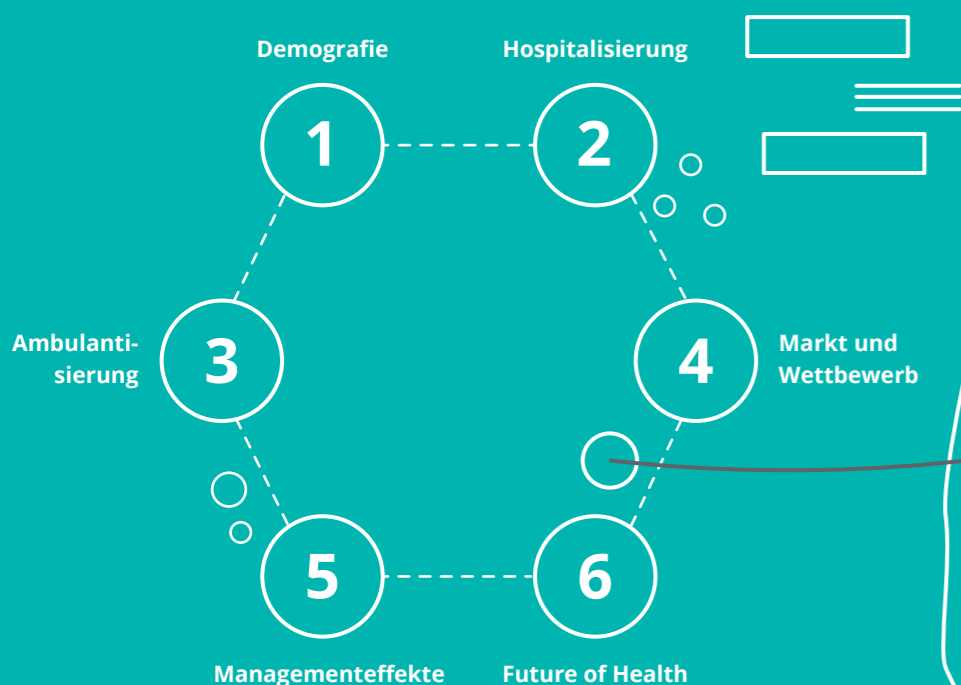 Demografie
1
Hospitalisierung
2
Ambulanti-
sierung
3
4
Markt und
Wettbewerb
5
Managementeffekte
6
Future of Health